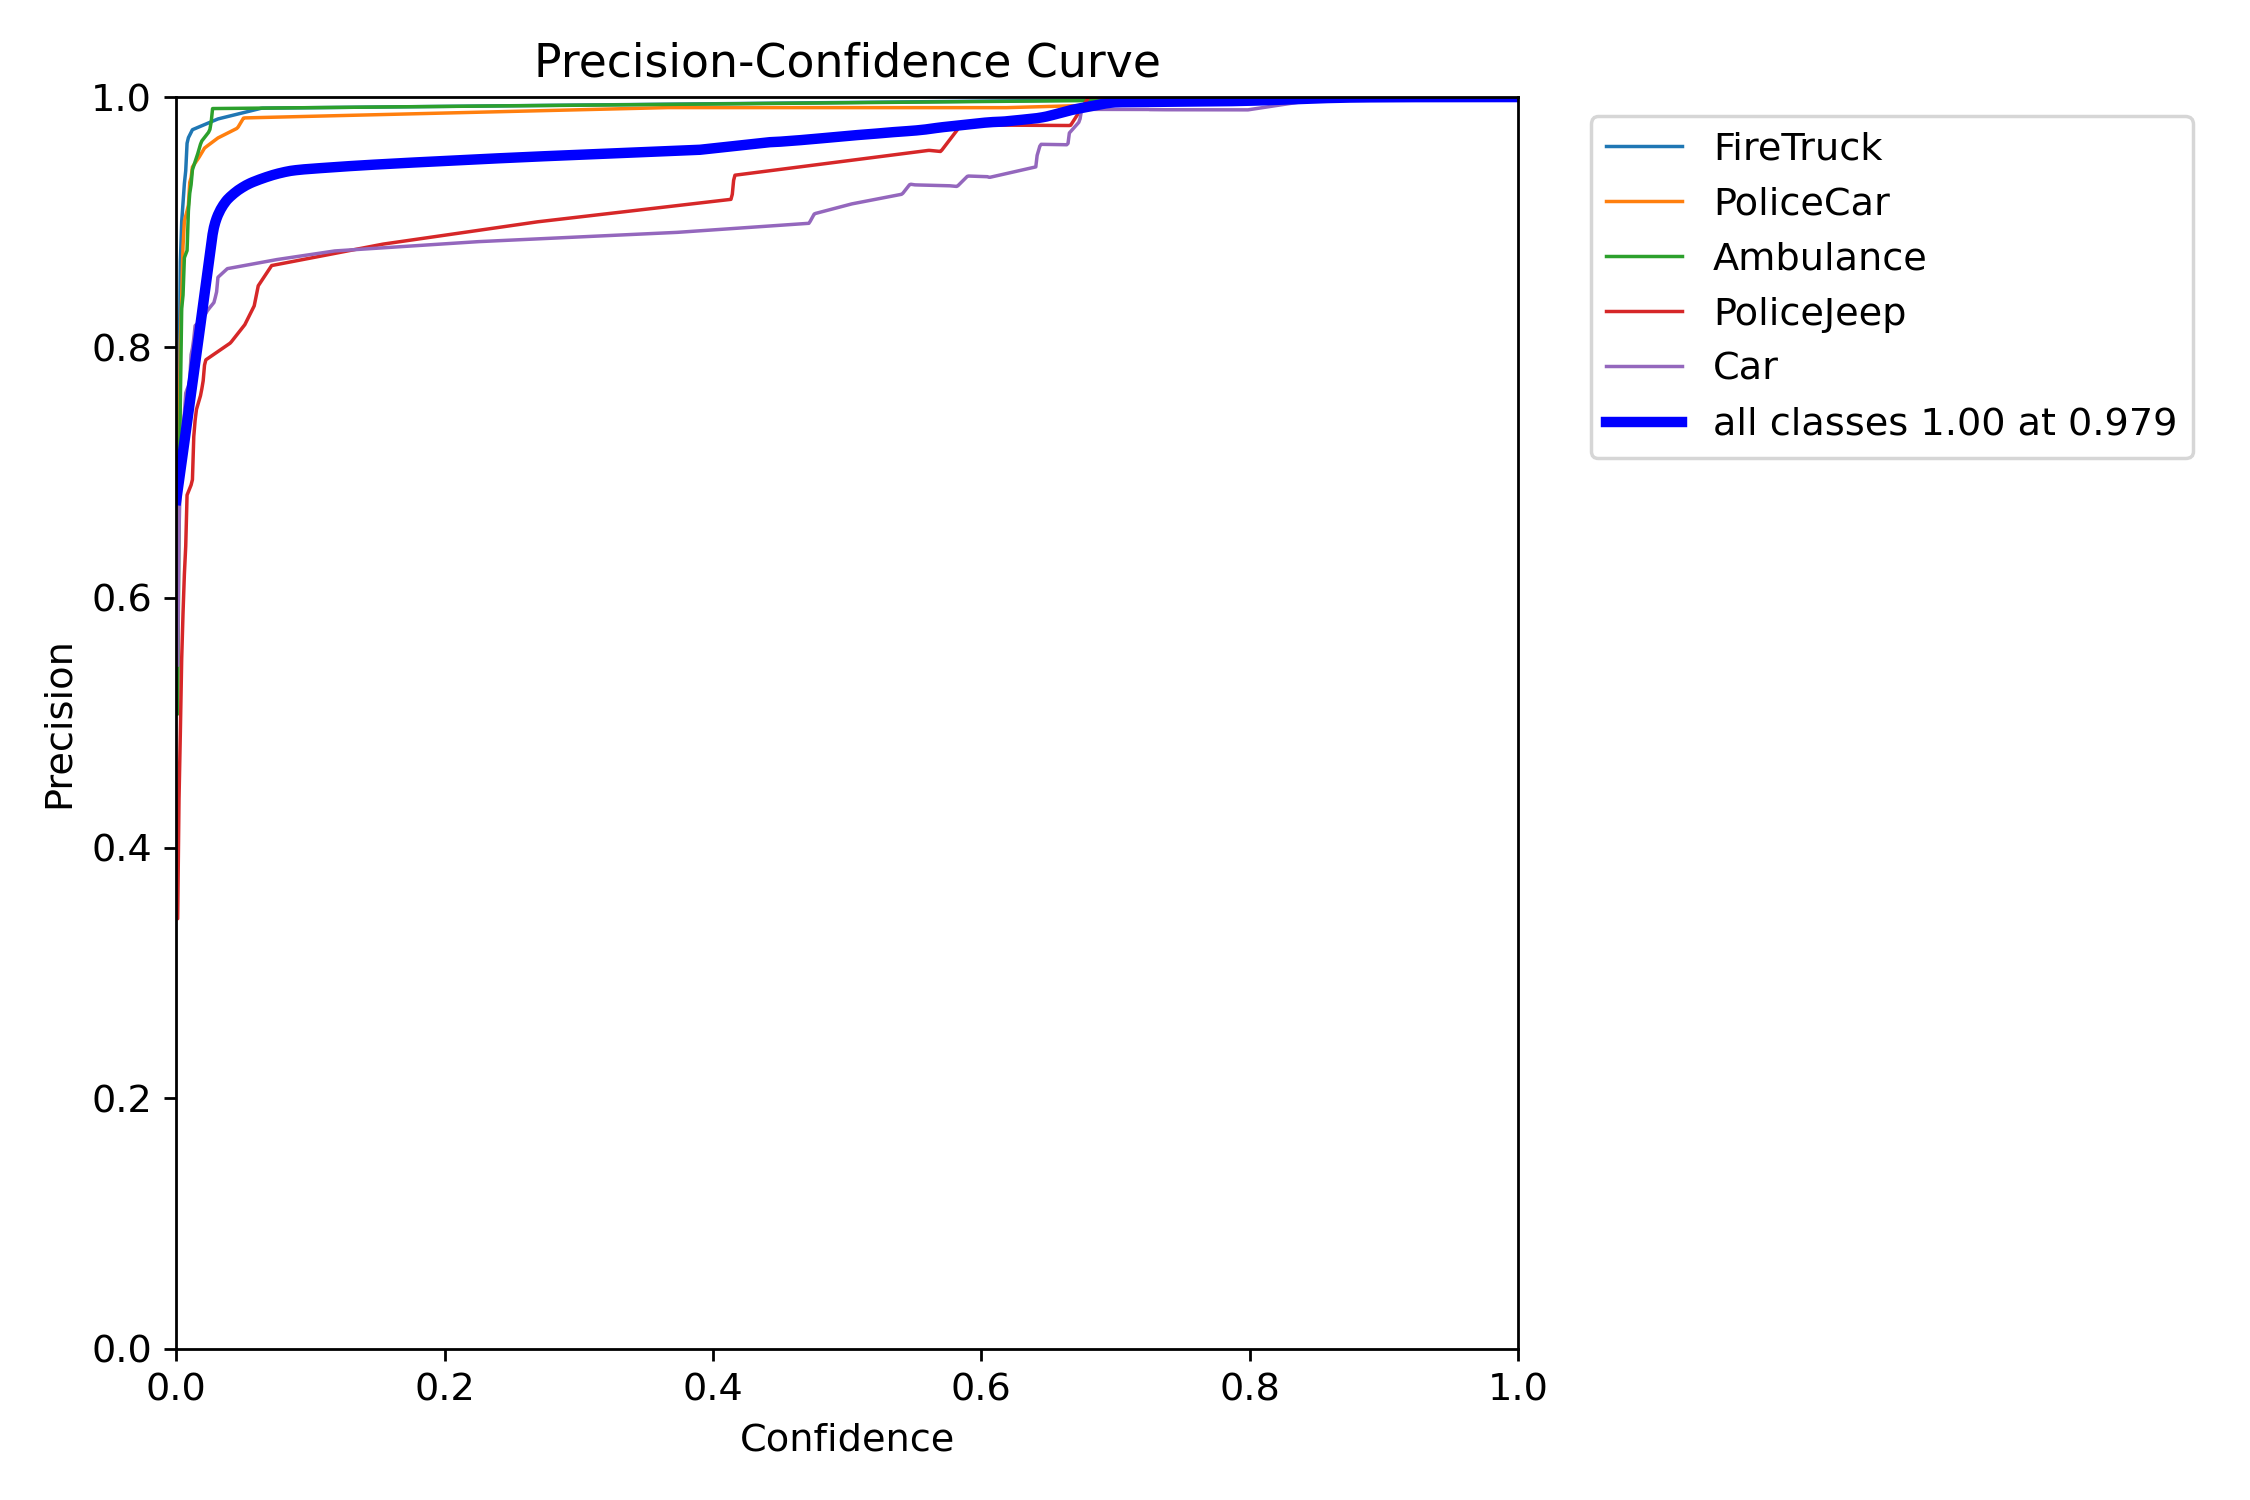 Precision-Confidence Curve
1.0
0.8
0.6
0.4
0.2
0.0
Precision
0.0 0.2 0.4 0.6 0.8 1.0
Confidence
FireTruck
PoliceCar
Ambulance
PoliceJeep
Car
all classes 1.00 at 0.979